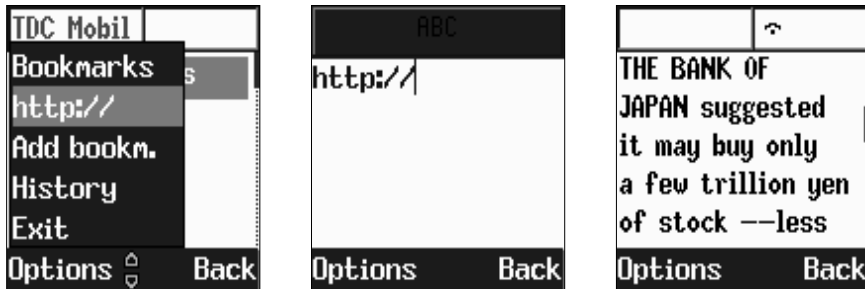 TDC Mobil
s
Bookmarks
http://
Add bookm.
History
Exit
Options Back
ABC
http://
Options Back
THE BANK OF
JAPAN suggested
it may buy only
a few trillion yen
of stock --less
Options Back